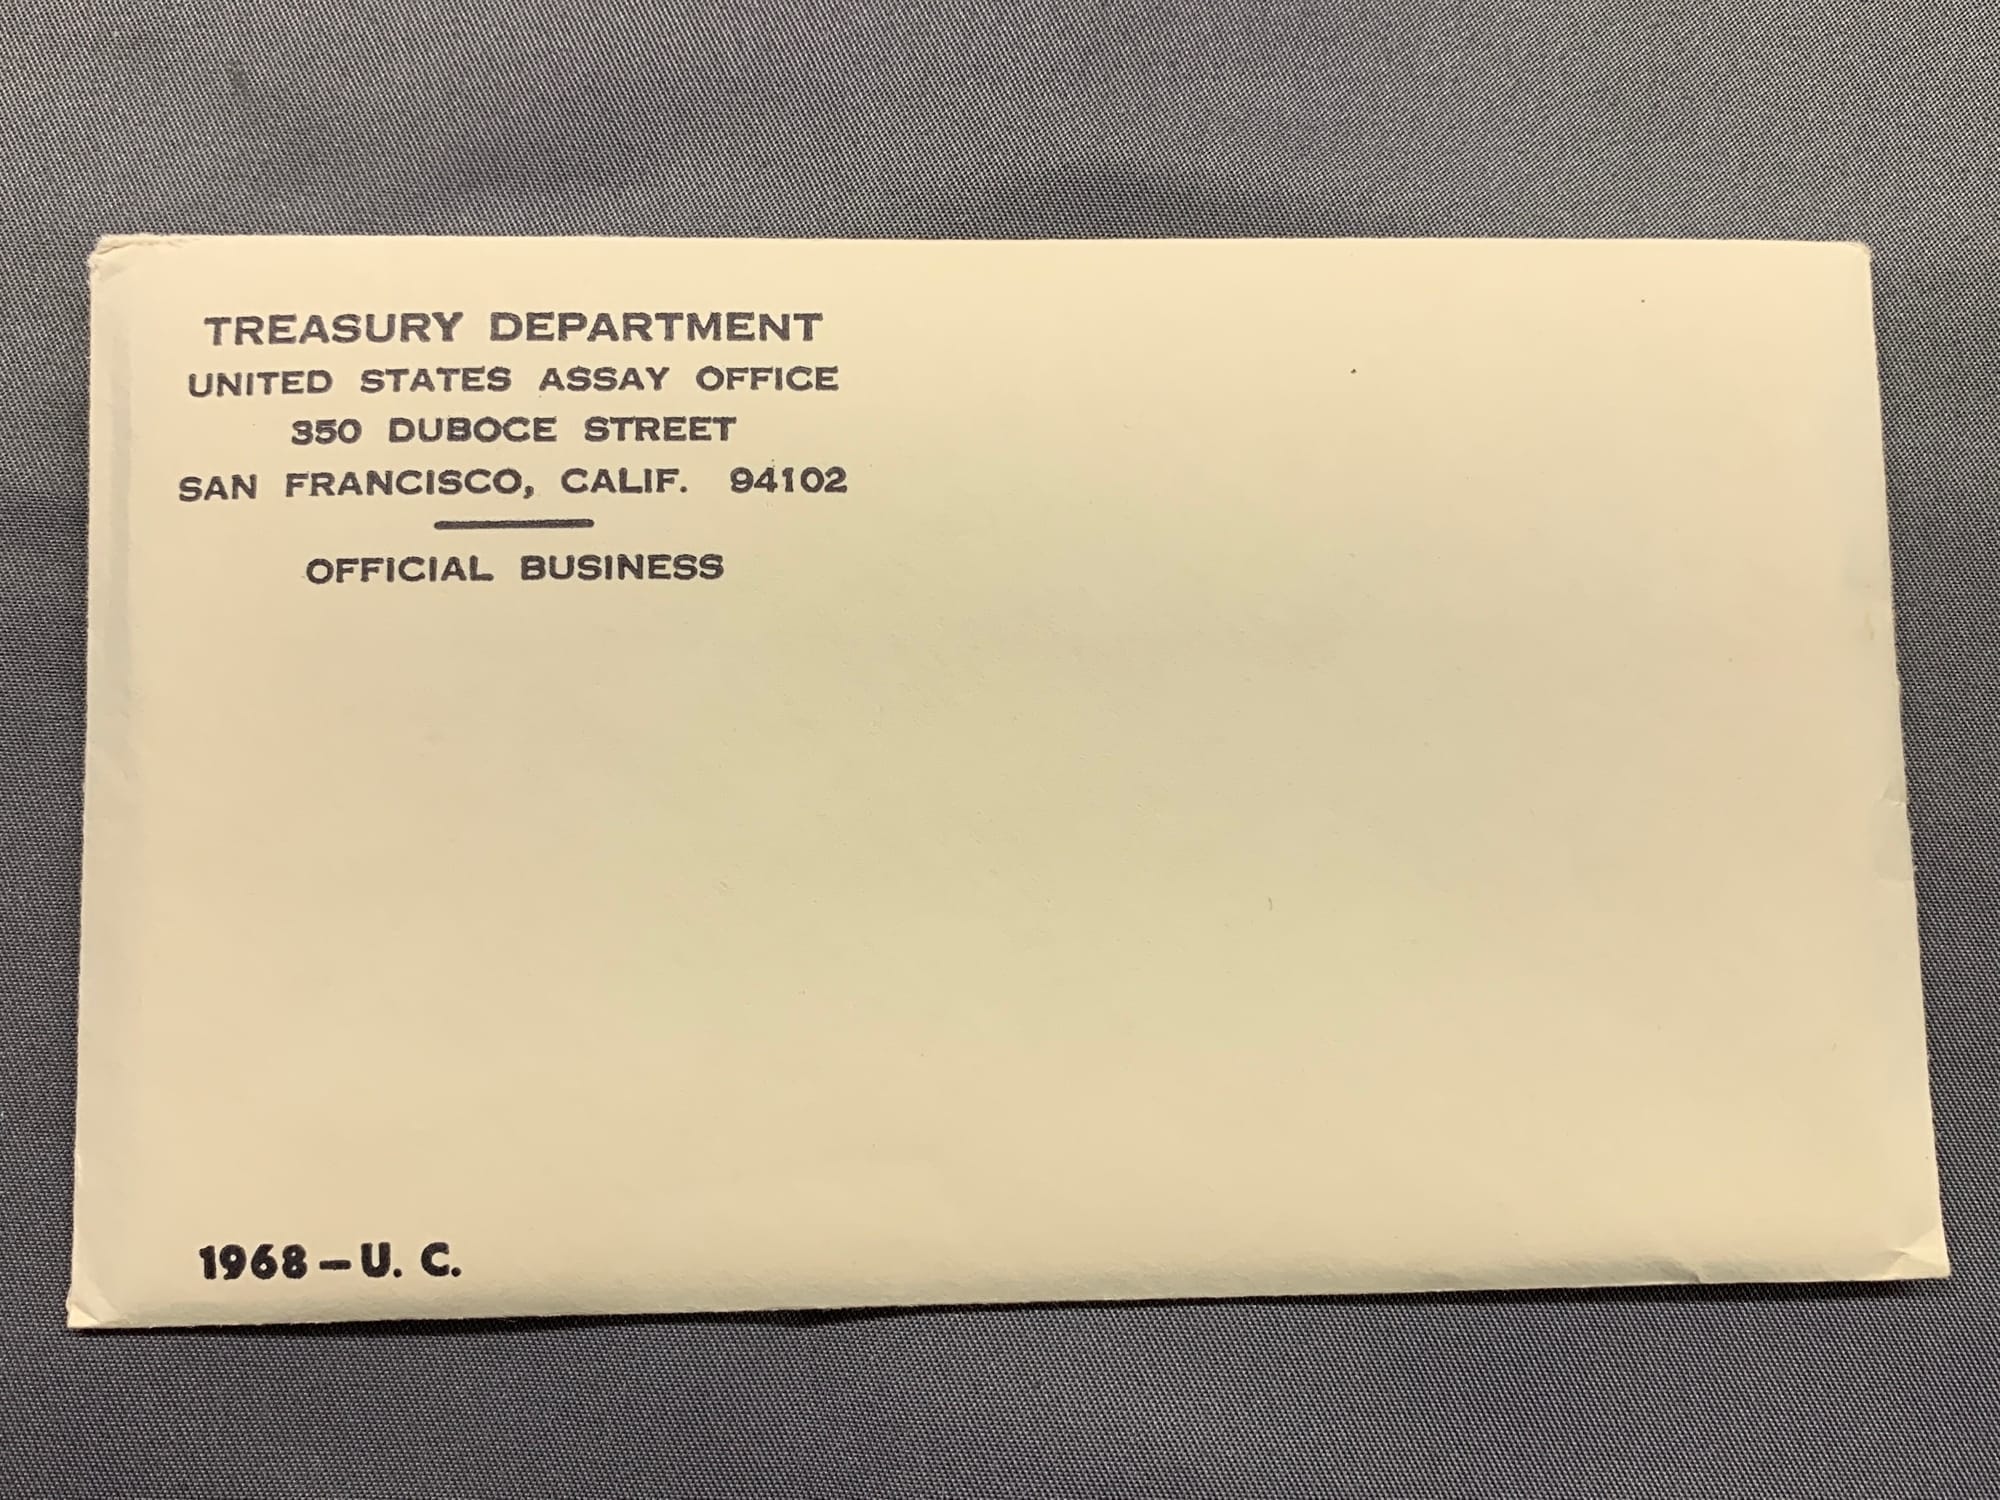 TREASURY DEPARTMENT
UNITED STATES ASSAY OFFICE
350 DUBOCE STREET
SAN FRANCISCO, CALIF. 94102
OFFICIAL BUSINESS
1968 – U. C.